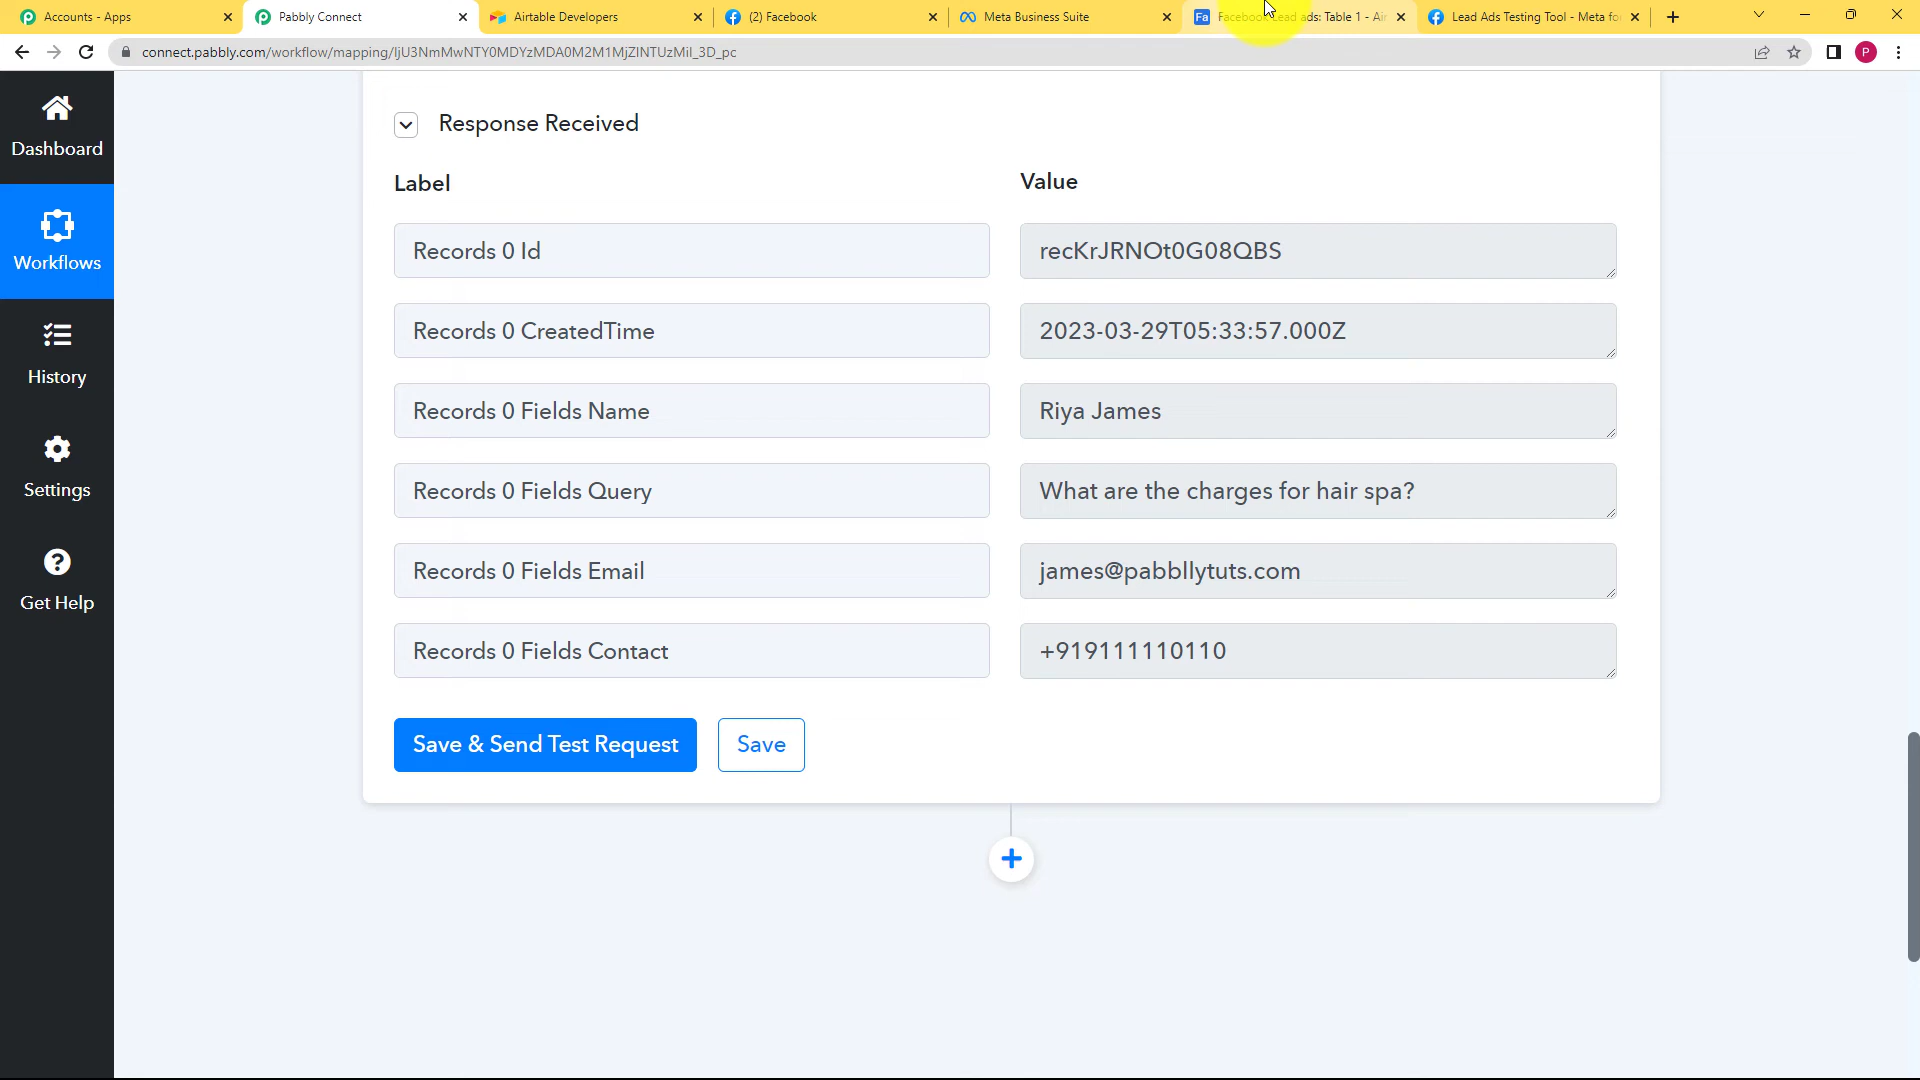 Accounts - Apps
Pabbly Connect
Airtable Developers
(2) Facebook
Meta Business Suite
Facebook Lead ads: Table 1 - Air
Lead Ads Testing Tool - Meta fo
connect.pabbly.com/workflow/mapping/IjU3NmMwNTY0MDYzMDA0M2M1MjZlNTUzMiI_3D_pc
P
Dashboard
Workflows
History
Settings
Get Help
Response Received
Label
Value
Records 0 Id
recKrJRNOt0G08QBS
Records 0 CreatedTime
2023-03-29T05:33:57.000Z
Records 0 Fields Name
Riya James
Records 0 Fields Query
What are the charges for hair spa?
Records 0 Fields Email
james@pabbllytuts.com
Records 0 Fields Contact
+919111110110
Save & Send Test Request
Save